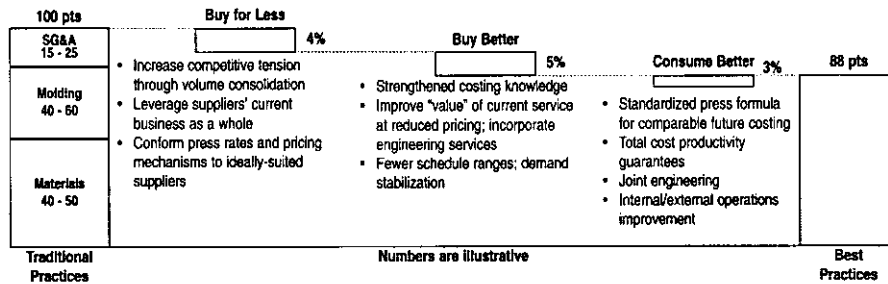 100 pts
SG&A
15 - 25
Molding
40 - 60
Materials
40 - 50
Traditional
Practices
Buy for Less
4%
• Increase competitive tension
through volume consolidation
• Leverage suppliers' current
business as a whole
• Conform press rates and pricing
mechanisms to ideally-suited
suppliers
Buy Better
5%
• Strengthened costing knowledge
• Improve "value" of current service
at reduced pricing; incorporate
engineering services
• Fewer schedule ranges; demand
stabilization
Consume Better
3%
• Standardized press formula
for comparable future costing
• Total cost productivity
guarantees
• Joint engineering
• Internal/external operations
improvement
88 pts
Numbers are illustrative
Best
Practices